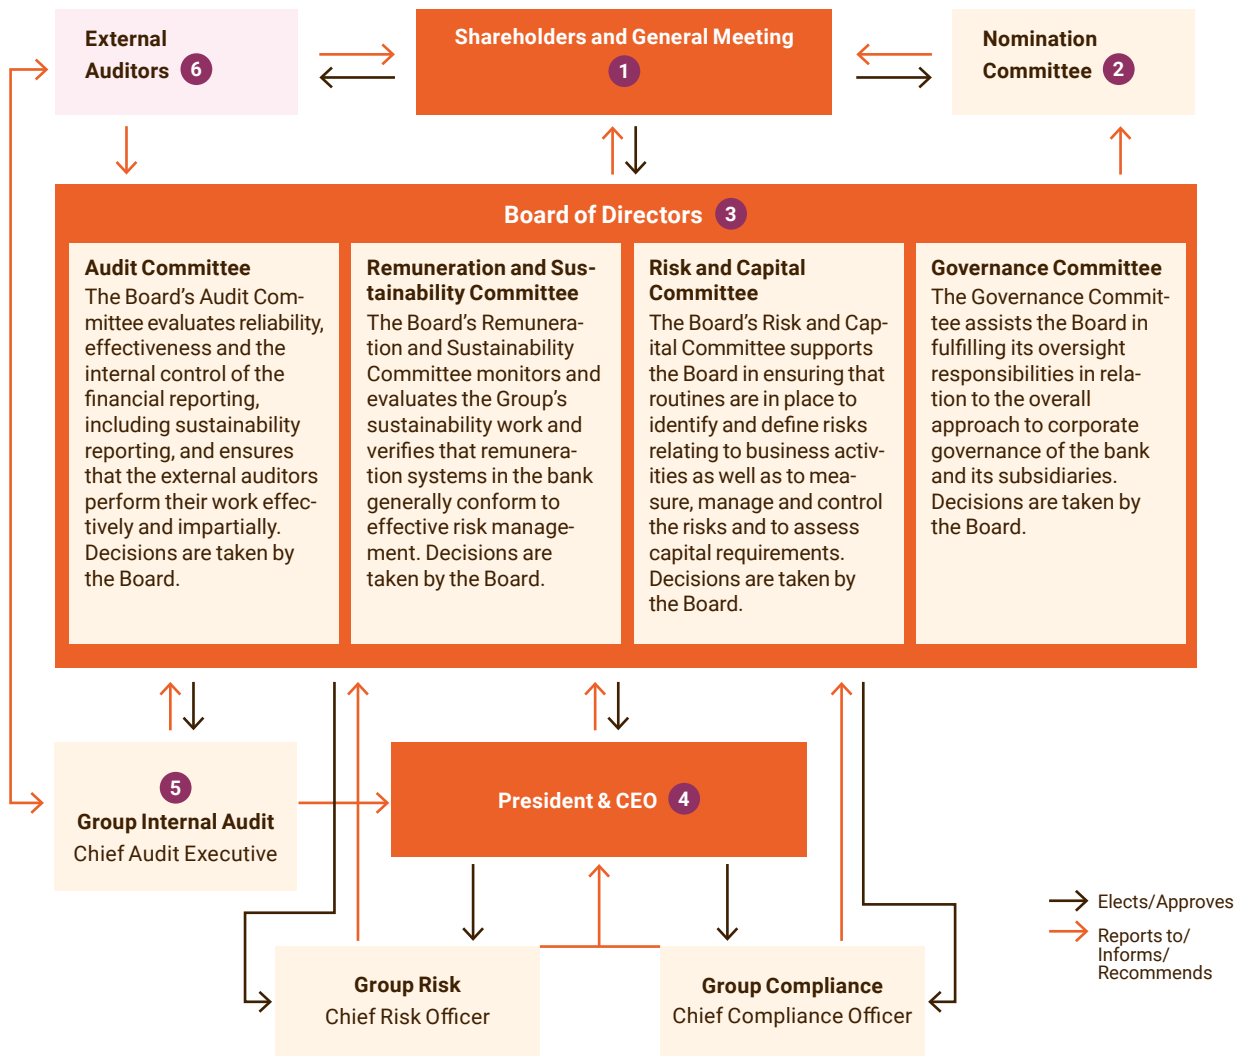 External
Auditors 6
Shareholders and General Meeting
1
Nomination
Committee 2
Board of Directors 3
Audit Committee
The Board's Audit Com-
mittee evaluates reliability,
effectiveness and the
internal control of the
financial reporting,
including sustainability
reporting, and ensures
that the external auditors
perform their work effec-
tively and impartially.
Decisions are taken by
the Board.
Remuneration and Sus-
tainability Committee
The Board's Remunera-
tion and Sustainability
Committee monitors and
evaluates the Group's
sustainability work and
verifies that remunera-
tion systems in the bank
generally conform to
effective risk manage-
ment. Decisions are
taken by the Board.
Risk and Capital
Committee
The Board's Risk and Cap-
ital Committee supports
the Board in ensuring that
routines are in place to
identify and define risks
relating to business activ-
ities as well as to mea-
sure, manage and control
the risks and to assess
capital requirements.
Decisions are taken by
the Board.
Governance Committee
The Governance Commit-
tee assists the Board in
fulfilling its oversight
responsibilities in rela-
tion to the overall
approach to corporate
governance of the bank
and its subsidiaries.
Decisions are taken by
the Board.
5
Group Internal Audit
Chief Audit Executive
President & CEO 4
Group Risk
Chief Risk Officer
Group Compliance
Chief Compliance Officer
Elects/Approves
Reports to/
Informs/
Recommends